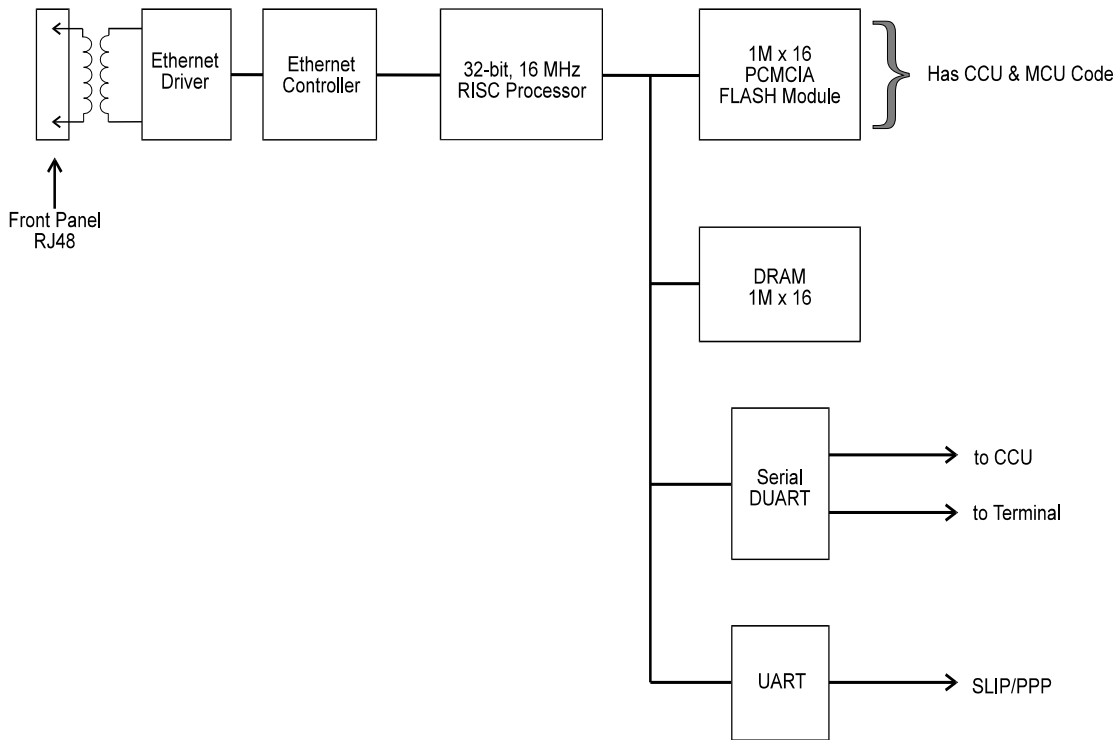 Ethernet
Driver
Ethernet
Controller
32-bit, 16 MHz
RISC Processor
1M x 16
PCMCIA
FLASH Module
Has CCU & MCU Code
Front Panel
RJ48
DRAM
1M x 16
Serial
DUART
to CCU
to Terminal
UART
SLIP/PPP